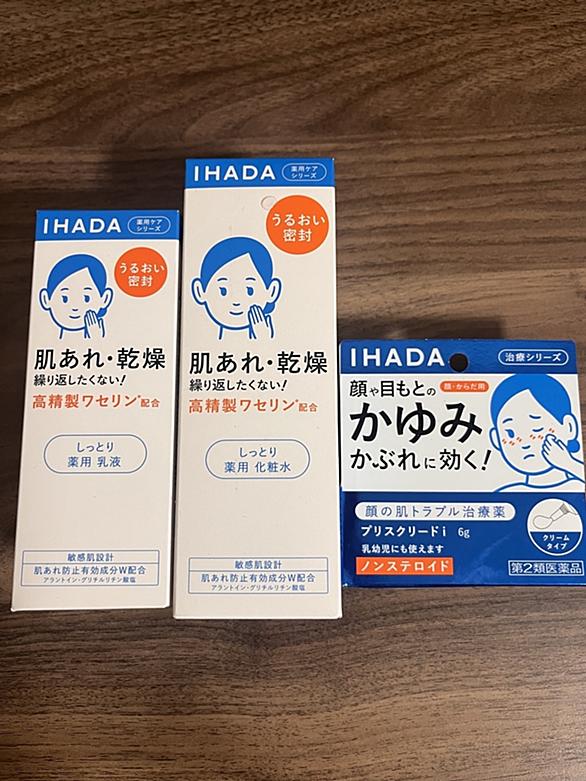 IHADA
薬用ケア
シリーズ
うるおい
密封
肌あれ・乾燥
繰り返したくない!
高精製ワセリン*配合
しっとり
薬用 乳液
敏感肌設計
肌あれ防止有効成分W配合
アラントイン・グリチルリチン酸塩
IHADA
薬用ケア
シリーズ
うるおい
密封
肌あれ・乾燥
繰り返したくない!
高精製ワセリン*配合
しっとり
薬用 化粧水
敏感肌設計
肌あれ防止有効成分W配合
アラントイン・グリチルリチン酸塩
IHADA
治療シリーズ
顔や目もとの
顔・からだ用
かゆみ
かぶれに効く!
顔の肌トラブル治療薬
プリスクリードi 6g
乳幼児にも使えます
ノンステロイド
クリーム
タイプ
第2類医薬品